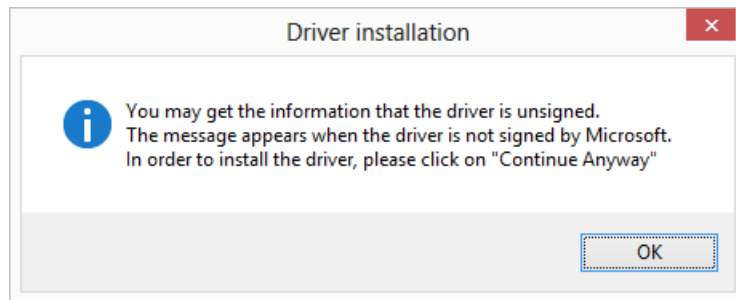 Driver installation
You may get the information that the driver is unsigned.
The message appears when the driver is not signed by Microsoft.
In order to install the driver, please click on "Continue Anyway"
OK